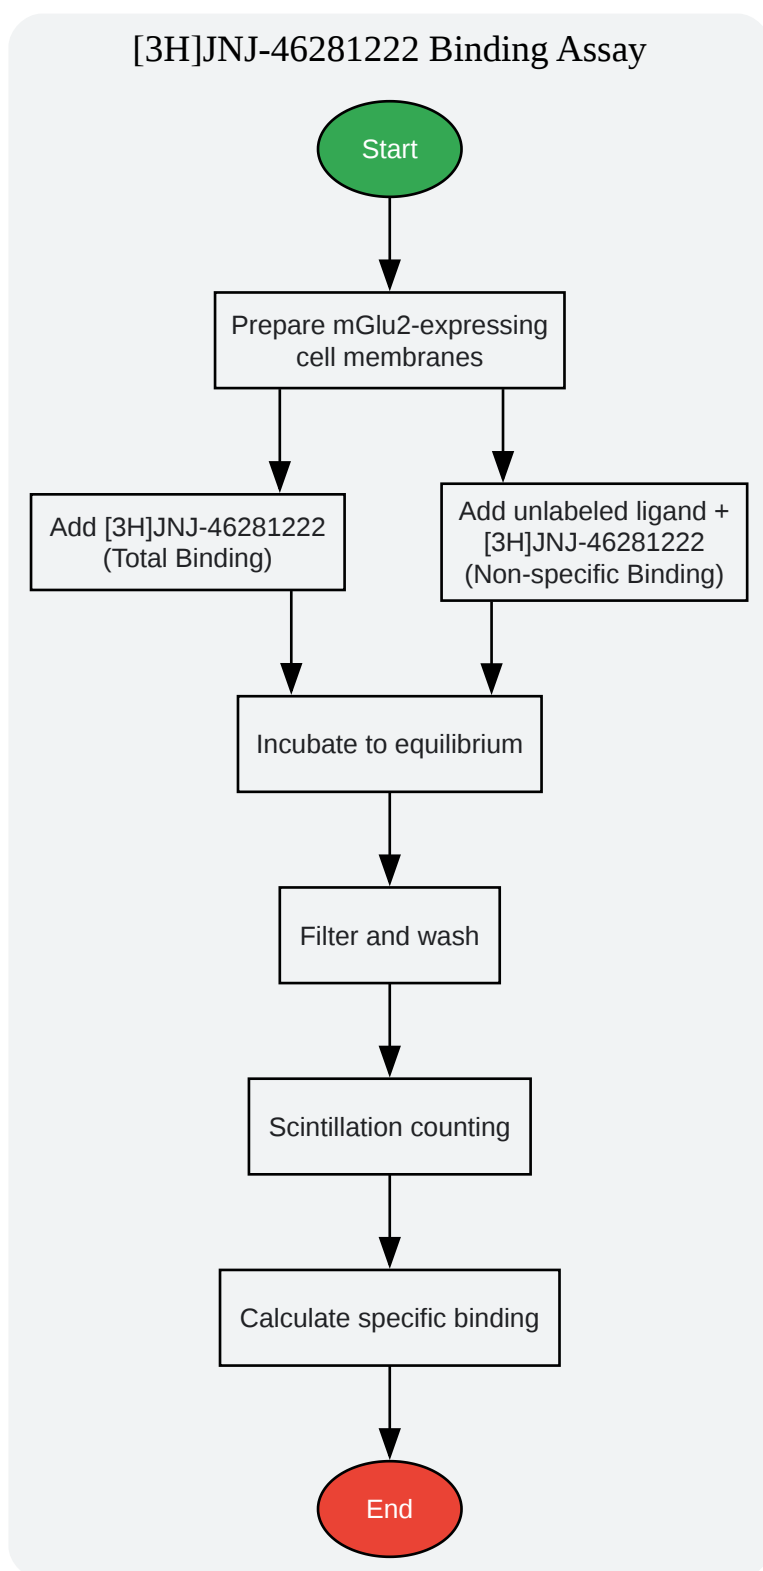 [3H]JNJ-46281222 Binding Assay
Start
Prepare mGlu2-expressing
cell membranes
Add [3H]JNJ-46281222
(Total Binding)
Add unlabeled ligand +
[3H]JNJ-46281222
(Non-specific Binding)
Incubate to equilibrium
Filter and wash
Scintillation counting
Calculate specific binding
End